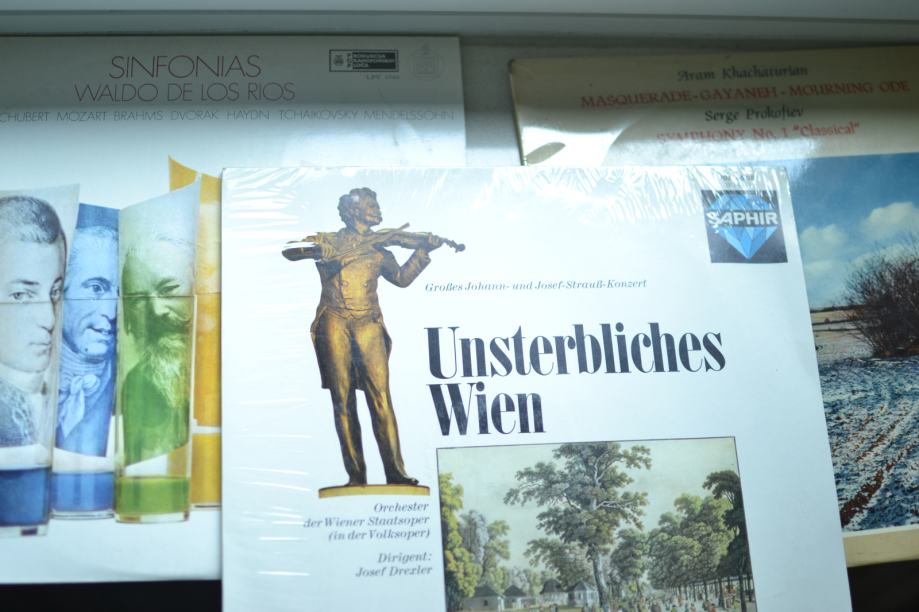 SINFONIAS
WALDO DE LOS RIOS
CHUBERT MOZART BRAHMS DVORAK HAYDN TCHAIKOVSKY MENDELSSOHN
Aram Khachaturian
MASQUERADE-GAYANEH-MOURNING ODE
Serge Prokofiev
SYMPHONY No. 1 "Classical"
SAPHIR
Großes Johann- und Josef-Strauß-Konzert
Unsterbliches
Wien
Orchester
der Wiener Staatsoper
(in der Volksoper)
Dirigent:
Josef Drexler